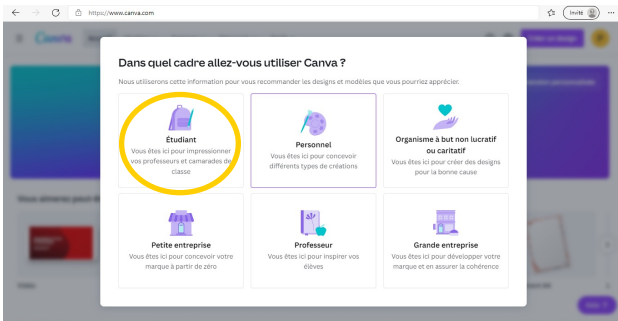 https://www.canva.com
Invité
Canva
Dans quel cadre allez-vous utiliser Canva ?
Nous utiliserons cette information pour vous recommander les designs et modèles que vous pourriez apprécier.
Étudiant
Vous êtes ici pour impressionner
vos professeurs et camarades de
classe
Personnel
Vous êtes ici pour concevoir
différents types de créations
Organisme à but non lucratif
ou caritatif
Vous êtes ici pour créer des designs
pour la bonne cause
Petite entreprise
Vous êtes ici pour concevoir votre
marque à partir de zéro
Professeur
Vous êtes ici pour inspirer vos
élèves
Grande entreprise
Vous êtes ici pour développer votre
marque et en assurer la cohérence